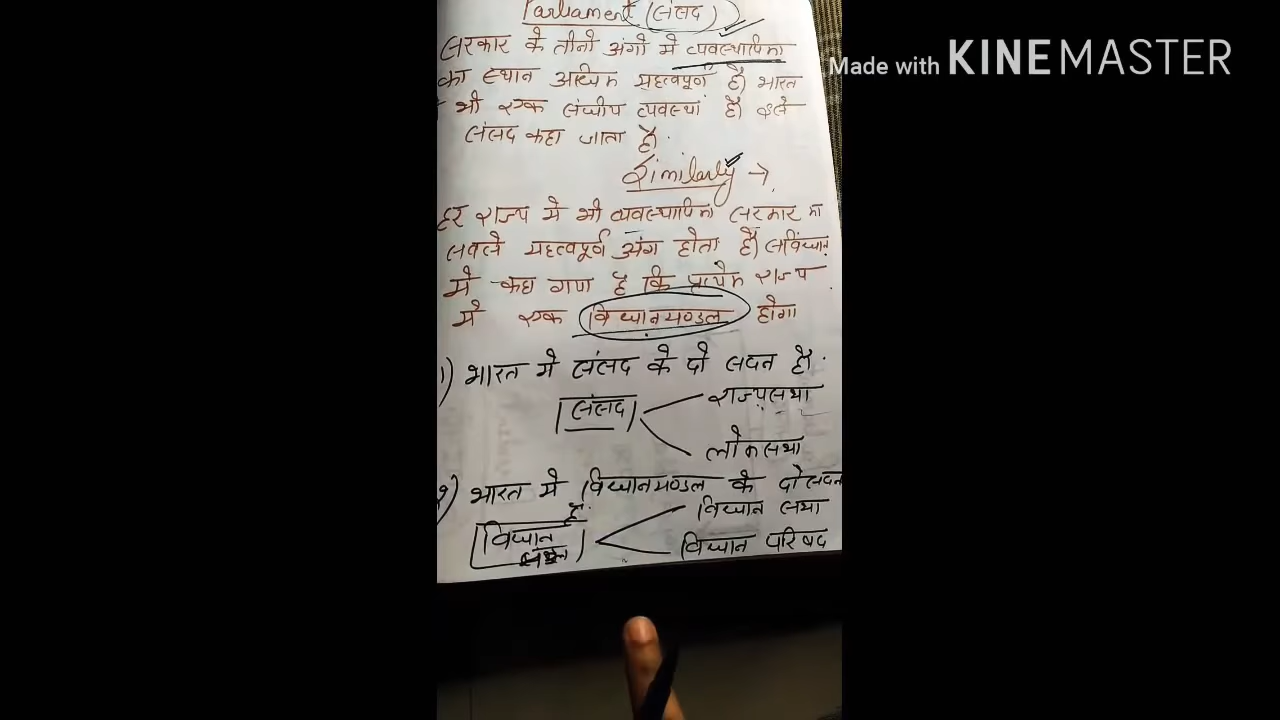 Parliament (संसद)
सरकार के तीनो अंगो मे व्यवस्थापिका
का स्थान अधिक महत्वपूर्ण है। भारत
भी एक संघीय व्यवस्था है। इसे
संसद कहा जाता है।
Similarly →
हर राज्य मे भी व्यवस्थापिका सरकार का
सबसे महत्वपूर्ण अंग होता है। संविधान
मे कहा गया है कि प्रत्येक राज्य
मे एक विधानमण्डल होगा
1) भारत मे संसद के दो सदन है।
संसद
राज्यसभा
लोकसभा
२) भारत मे विधानमण्डल के दो सदन
है.
विधान
विधान सभा
विधान परिषद
Made with KINEMASTER